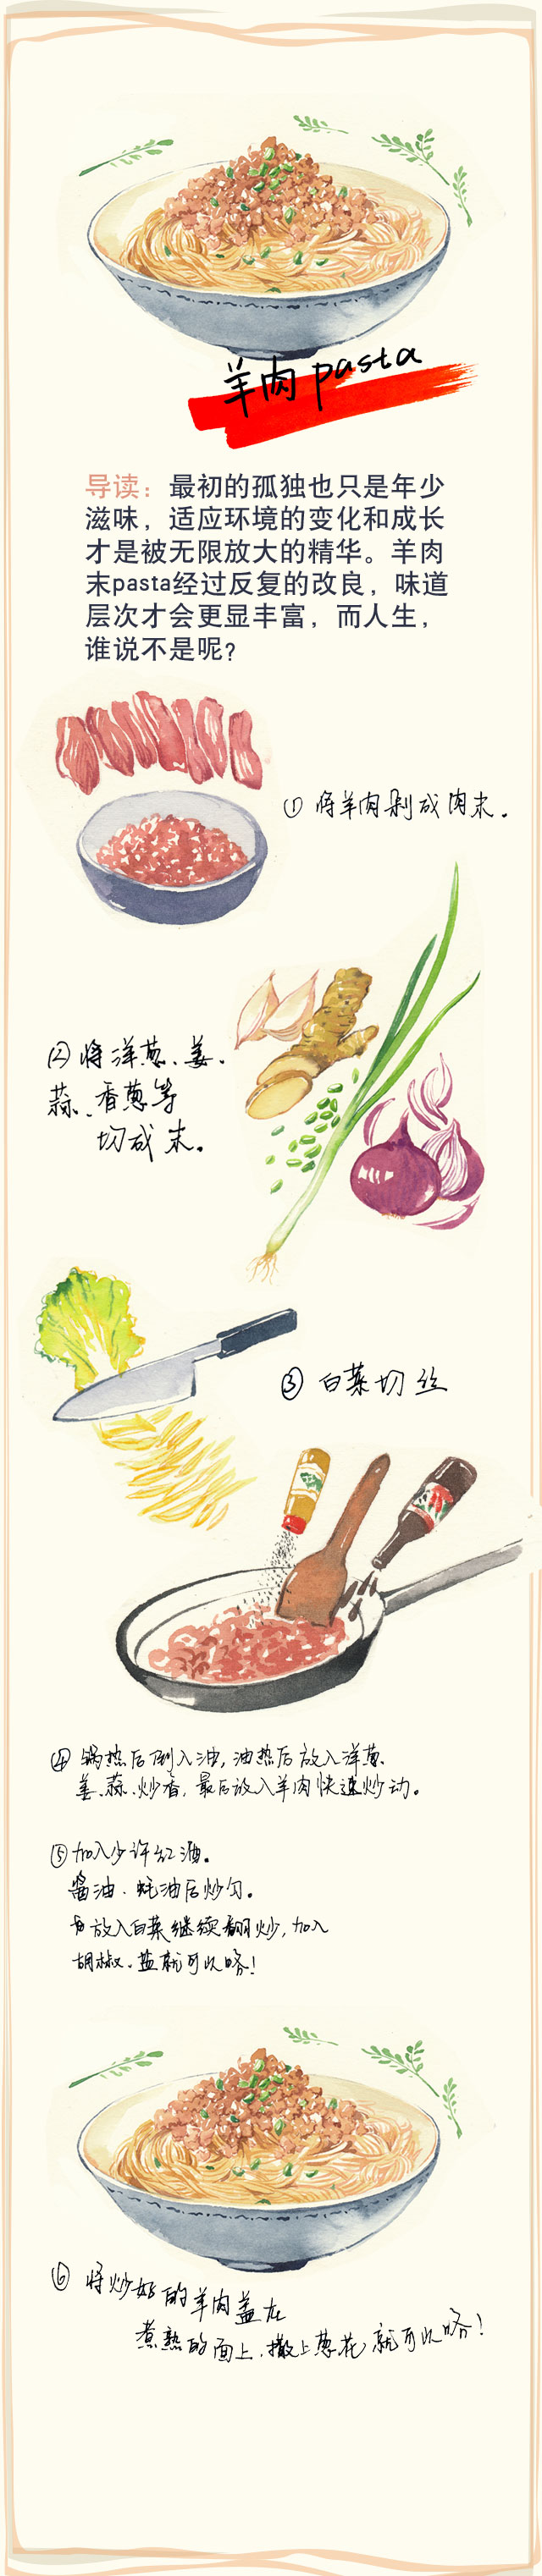 羊肉pasta
导读：最初的孤独也只是年少
滋味，适应环境的变化和成长
才是被无限放大的精华。羊肉
末pasta经过反复的改良，味道
层次才会更显丰富，而人生，
谁说不是呢？
① 将羊肉剁成肉末。
② 将洋葱、姜、
蒜、香葱等
切成末。
③ 白菜切丝
④ 锅热后倒入油，油热后放入洋葱、
姜、蒜、炒香，最后放入羊肉快速炒动。
⑤ 加入少许红酒。
酱油、蚝油后炒匀。
放入白菜继续翻炒，加入
胡椒、盐就可以咯！
⑥ 将炒好的羊肉盖在
煮熟的面上，撒上葱花就可以咯！